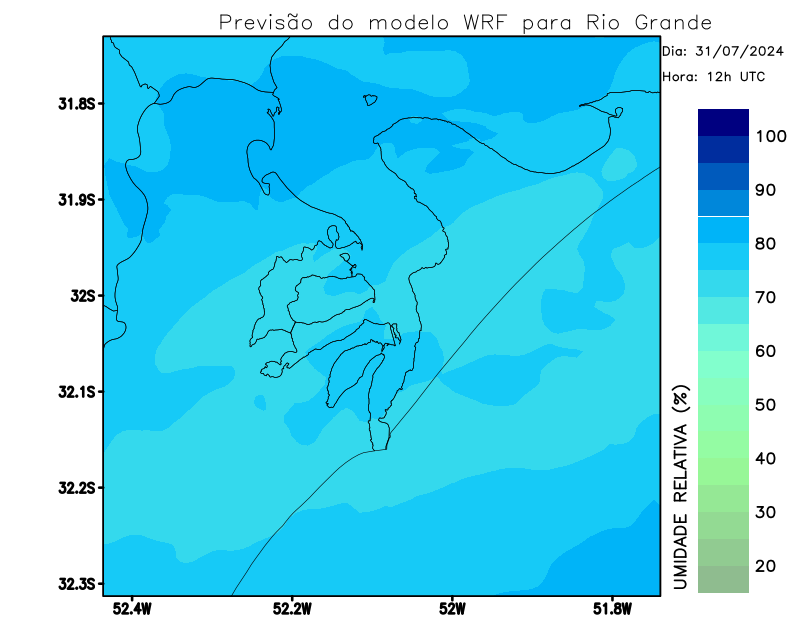 Previsão do modelo WRF para Rio Grande
Dia: 31/07/2024
Hora: 12h UTC
31.8S
31.9S
32S
32.1S
32.2S
32.3S
52.4W
52.2W
52W
51.8W
100
90
80
70
60
50
40
30
20
UMIDADE RELATIVA (%)